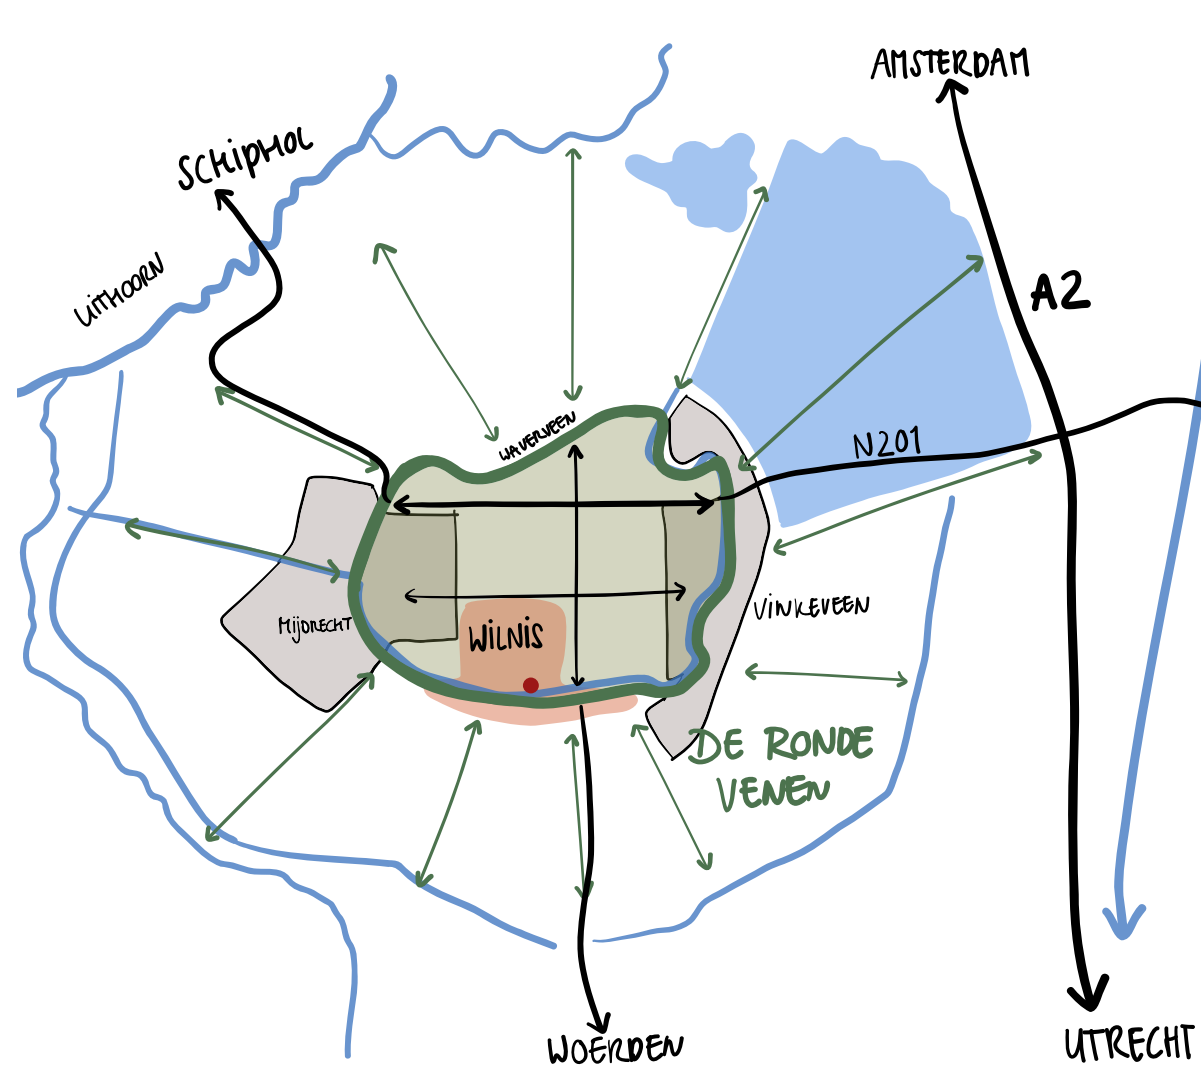 AMSTERDAM
SCHIPHOL
UITHOORN
A2
WAVERVEEN
N201
MIJDRECHT
WILNIS
VINKEVEEN
DE RONDE
VENEN
WOERDEN
UTRECHT